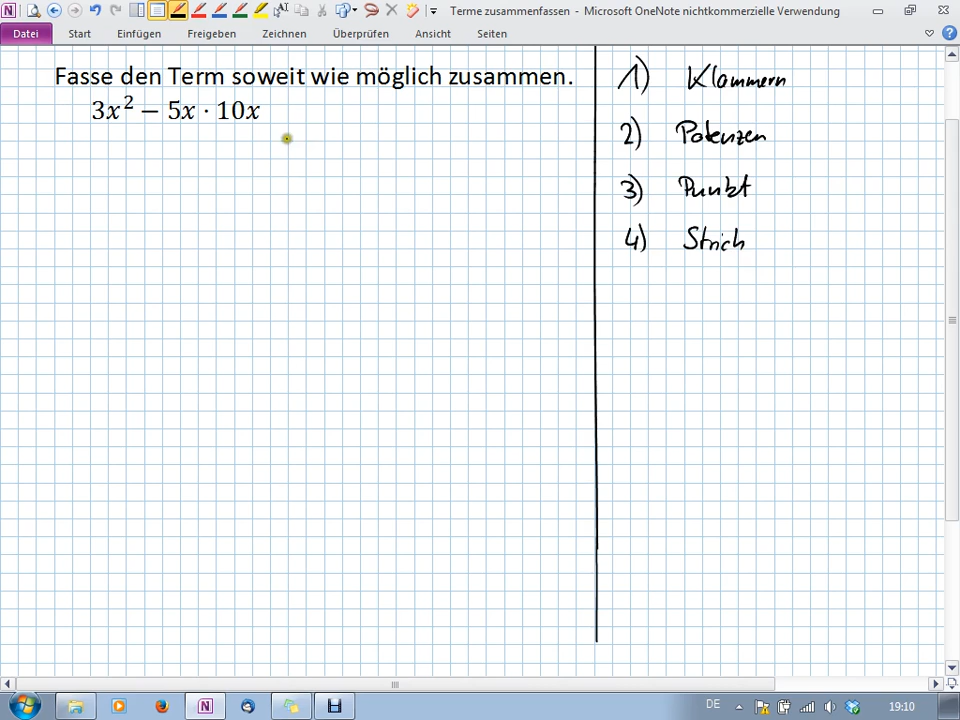 Terme zusammenfassen - Microsoft OneNote nichtkommerzielle Verwendung
Datei Start Einfügen Freigeben Zeichnen Überprüfen Ansicht Seiten
Fasse den Term soweit wie möglich zusammen.
3x² − 5x · 10x
1) Klammern
2) Potenzen
3) Punkt
4) Strich
DE 19:10